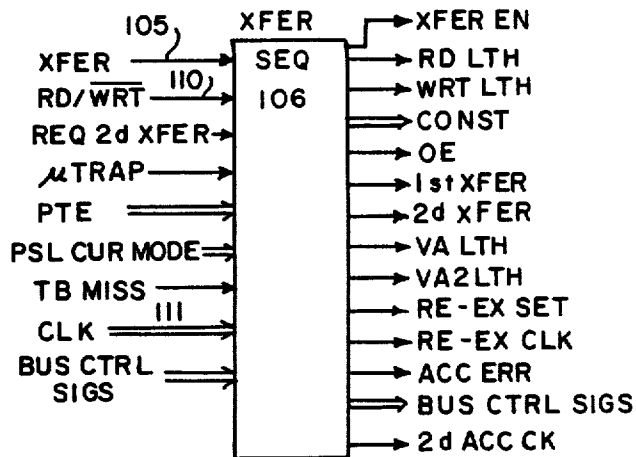 105
XFER
XFER EN
XFER
SEQ
RD LTH
RD/WRT
110
106
WRT LTH
CONST
REQ 2d XFER
OE
μTRAP
1st XFER
PTE
2d XFER
PSL CUR MODE
VA LTH
TB MISS
VA2LTH
CLK
111
RE-EX SET
RE-EX CLK
BUS CTRL
SIGS
ACC ERR
BUS CTRL SIGS
2d ACC CK